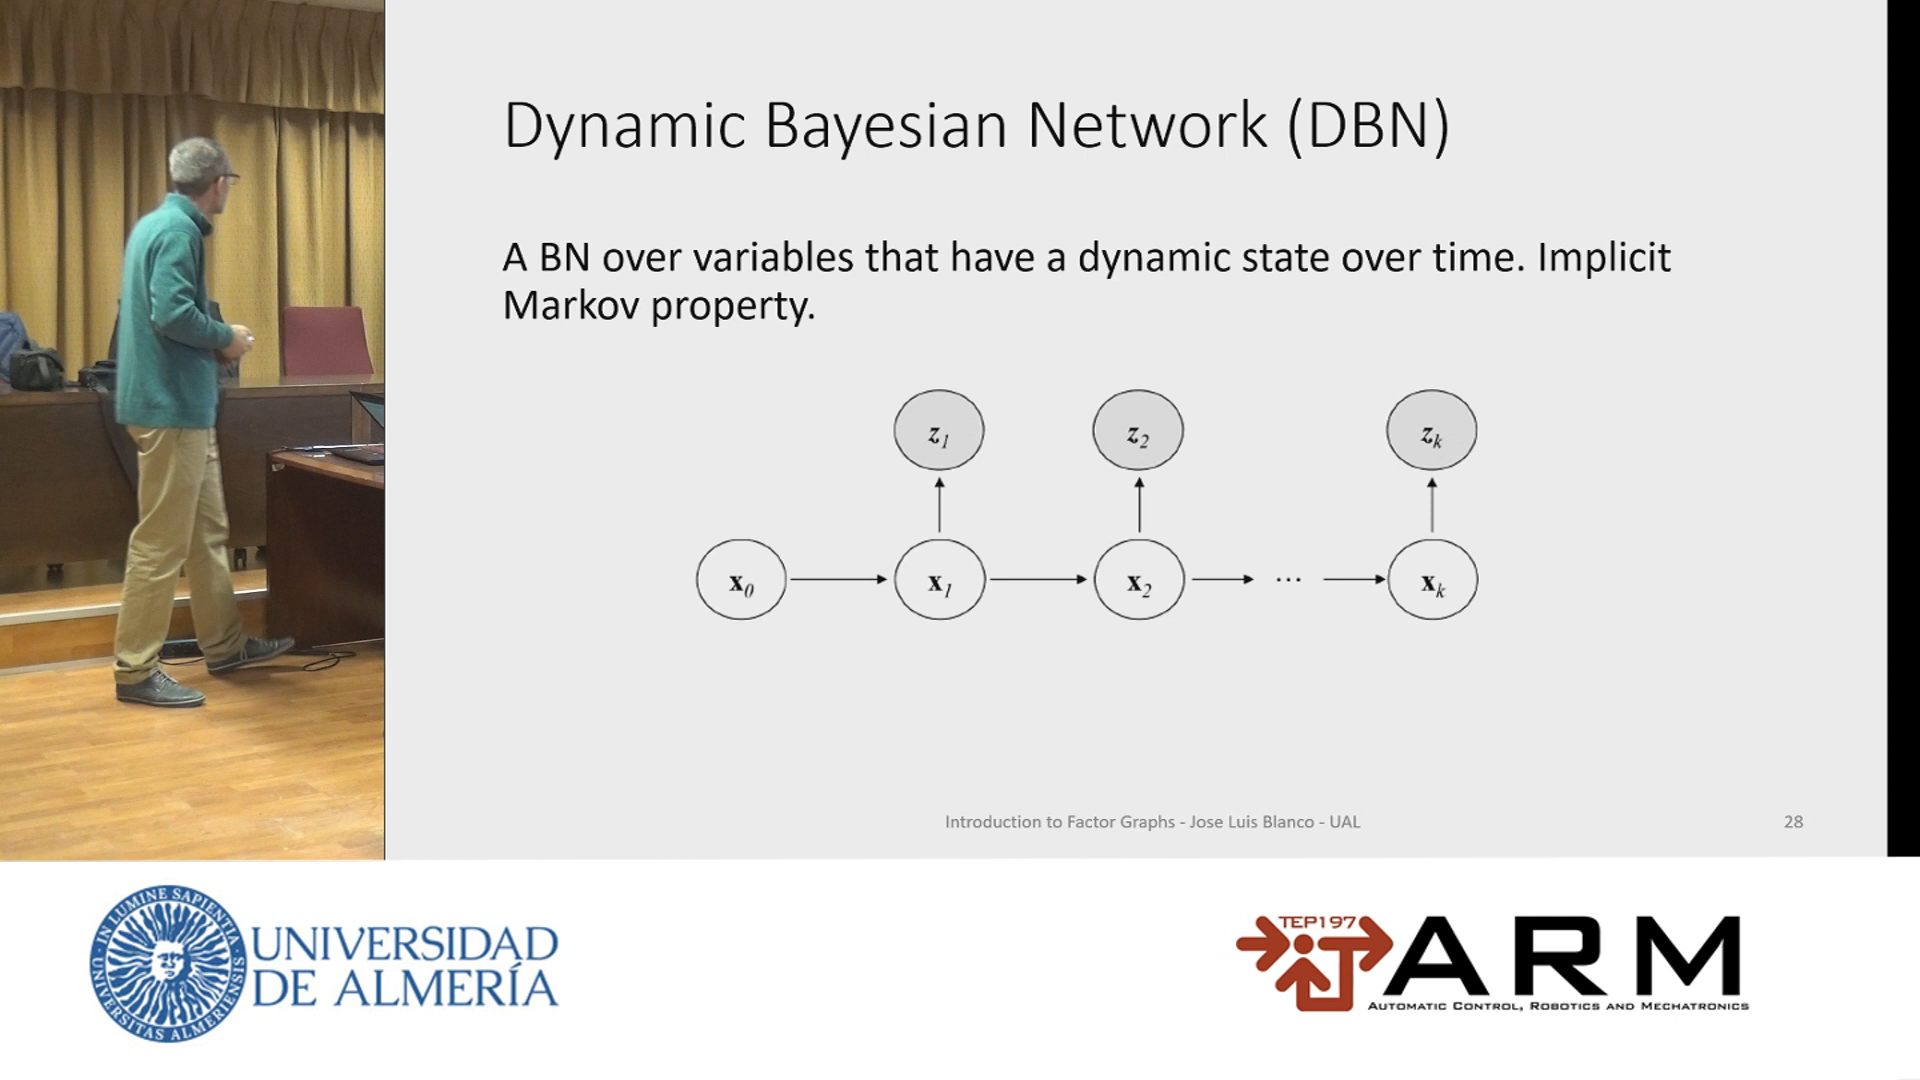 Dynamic Bayesian Network (DBN)
A BN over variables that have a dynamic state over time. Implicit
Markov property.
z1 z2 zk
x0 x1 x2 ... xk
Introduction to Factor Graphs - Jose Luis Blanco - UAL 28
IN LUMINE SAPIENTIA
UNIVERSITAS ALMERIENSIS
UNIVERSIDAD
DE ALMERÍA
TEP197
ARM
AUTOMATIC CONTROL, ROBOTICS AND MECHATRONICS